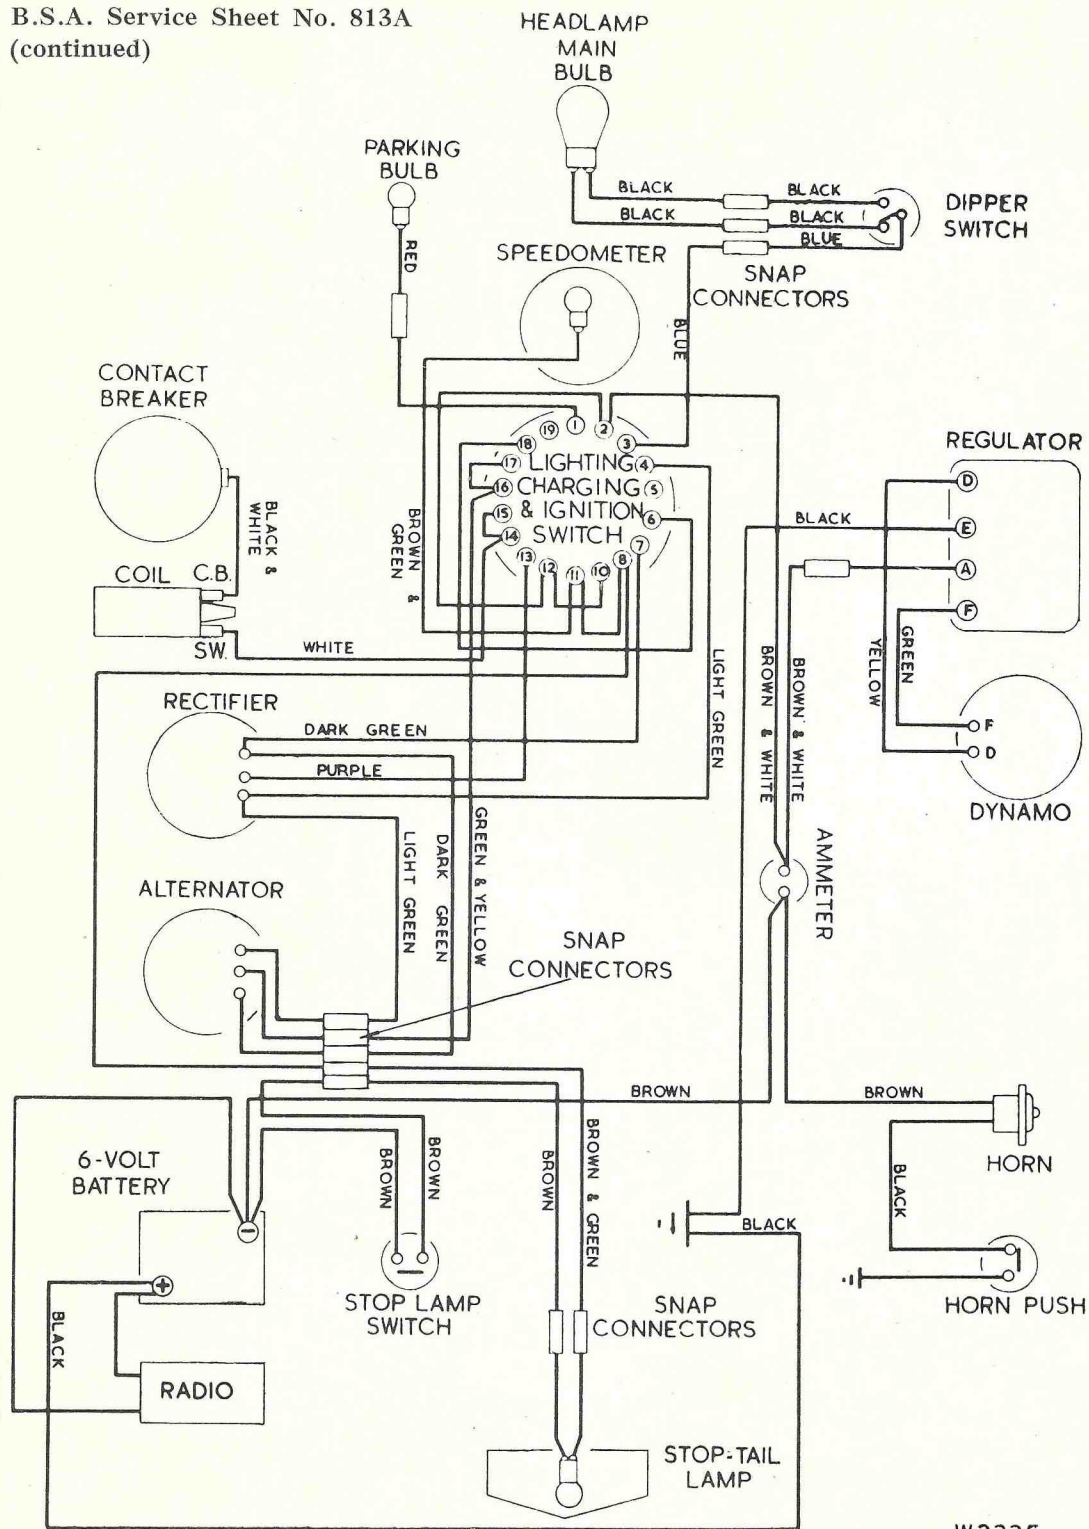 B.S.A. Service Sheet No. 813A
(continued)
HEADLAMP
MAIN
BULB
PARKING
BULB
BLACK
BLACK
BLACK
BLACK
BLUE
DIPPER
SWITCH
RED
SPEEDOMETER
SNAP
CONNECTORS
BLUE
CONTACT
BREAKER
BLACK &
WHITE
COIL
C.B.
SW.
WHITE
BROWN &
GREEN
1
2
3
4
5
6
7
8
10
11
12
13
14
15
16
17
18
19
LIGHTING
CHARGING
& IGNITION
SWITCH
REGULATOR
D
E
A
F
BLACK
GREEN
YELLOW
F
D
DYNAMO
LIGHT GREEN
BROWN & WHITE
BROWN & WHITE
RECTIFIER
DARK GREEN
PURPLE
LIGHT GREEN
DARK GREEN
GREEN & YELLOW
AMMETER
ALTERNATOR
SNAP
CONNECTORS
BROWN
BROWN
HORN
BLACK
HORN PUSH
6-VOLT
BATTERY
−
+
BLACK
RADIO
BROWN
BROWN
STOP LAMP
SWITCH
BROWN
BROWN & GREEN
BLACK
SNAP
CONNECTORS
STOP-TAIL
LAMP